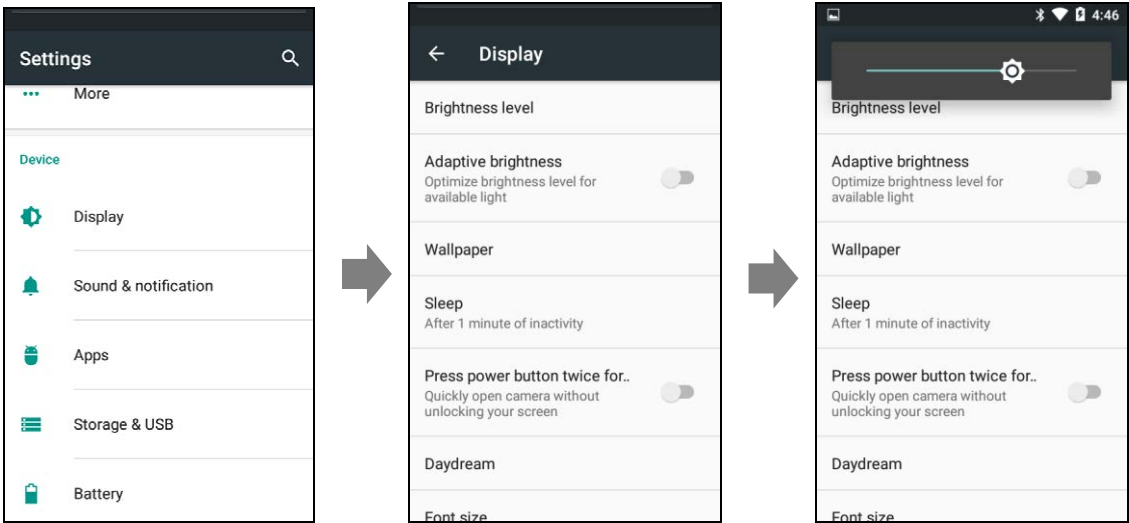 Settings
More
Device
Display
Sound & notification
Apps
Storage & USB
Battery
Display
Brightness level
Adaptive brightness
Optimize brightness level for
available light
Wallpaper
Sleep
After 1 minute of inactivity
Press power button twice for..
Quickly open camera without
unlocking your screen
Daydream
Font size
4:46
Brightness level
Adaptive brightness
Optimize brightness level for
available light
Wallpaper
Sleep
After 1 minute of inactivity
Press power button twice for..
Quickly open camera without
unlocking your screen
Daydream
Font size